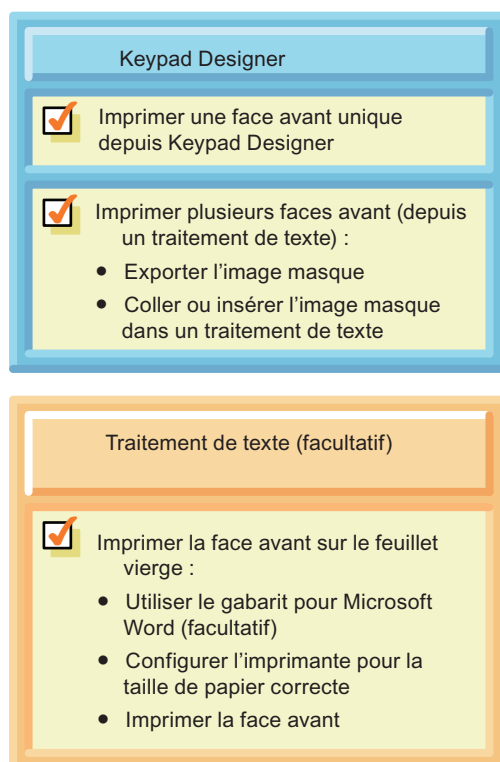 Keypad Designer
Imprimer une face avant unique
depuis Keypad Designer
Imprimer plusieurs faces avant (depuis
un traitement de texte) :
• Exporter l’image masque
• Coller ou insérer l’image masque
dans un traitement de texte
Traitement de texte (facultatif)
Imprimer la face avant sur le feuillet
vierge :
• Utiliser le gabarit pour Microsoft
Word (facultatif)
• Configurer l’imprimante pour la
taille de papier correcte
• Imprimer la face avant